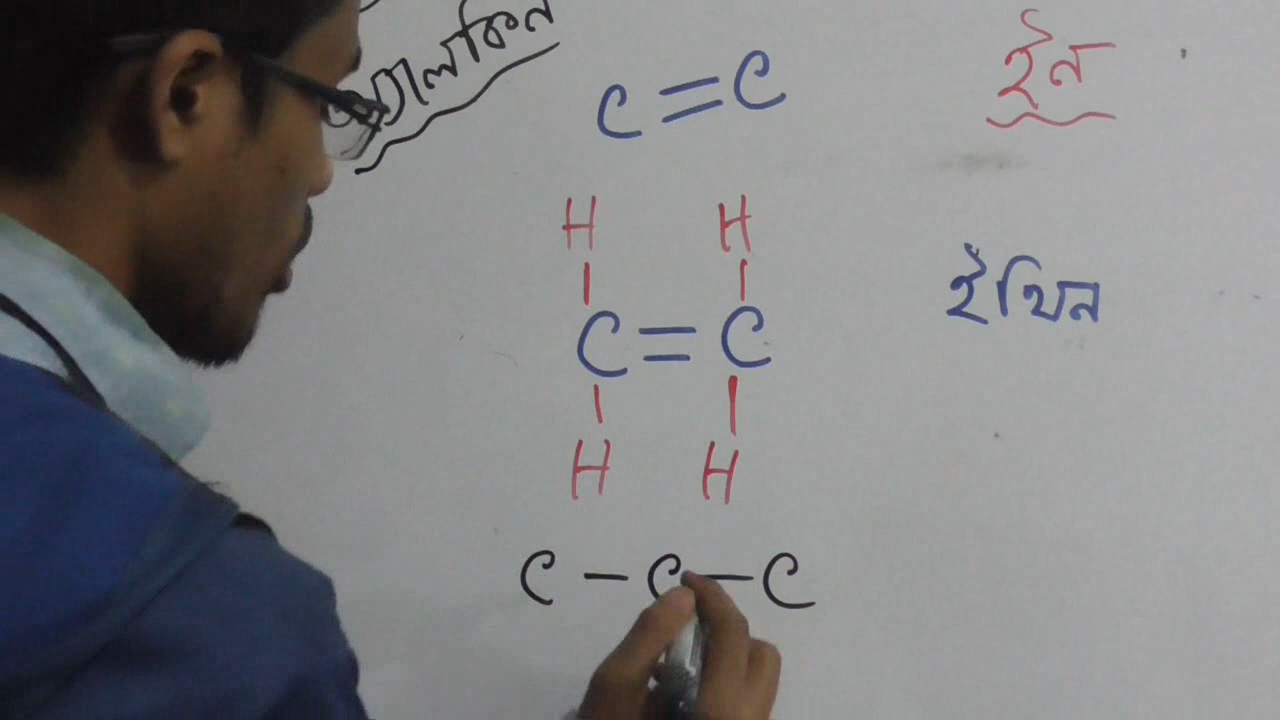 অ্যালকিন
C = C ইন
H H
| |
C = C ইথিন
| |
H H
C - C - C